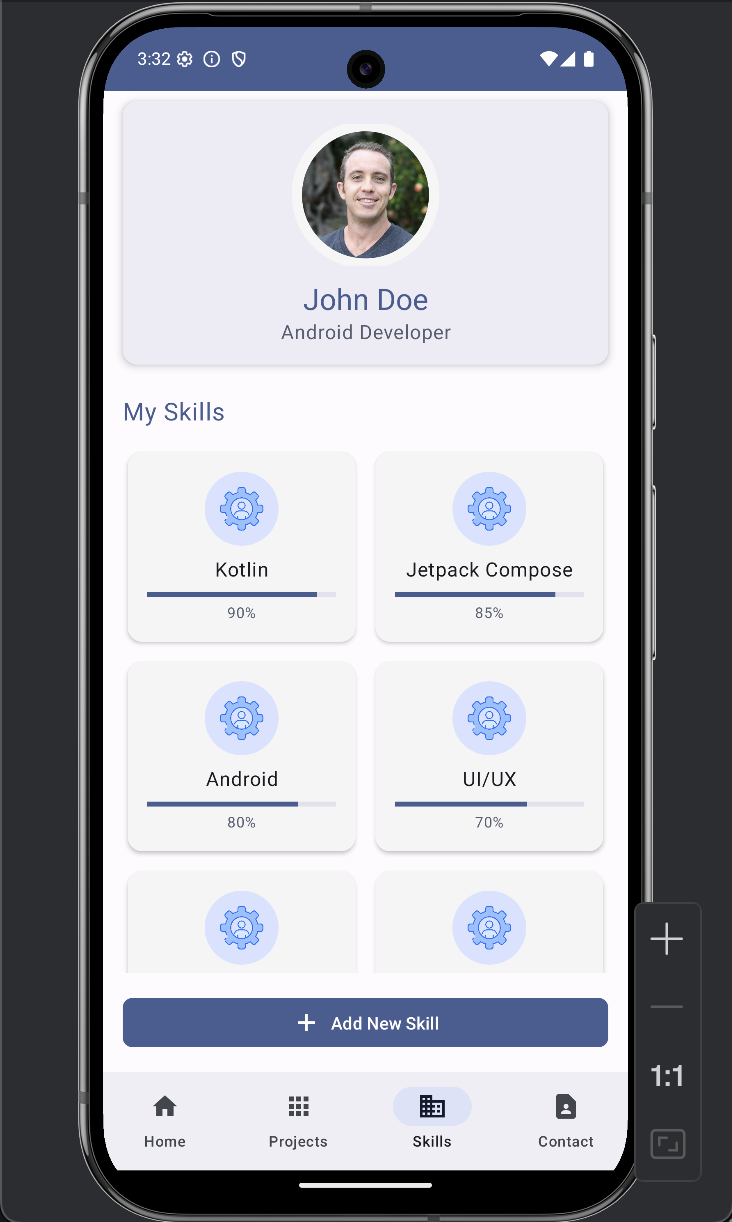 3:32
John Doe
Android Developer
My Skills
Kotlin
90%
Jetpack Compose
85%
Android
80%
UI/UX
70%
Add New Skill
Home
Projects
Skills
Contact
1:1